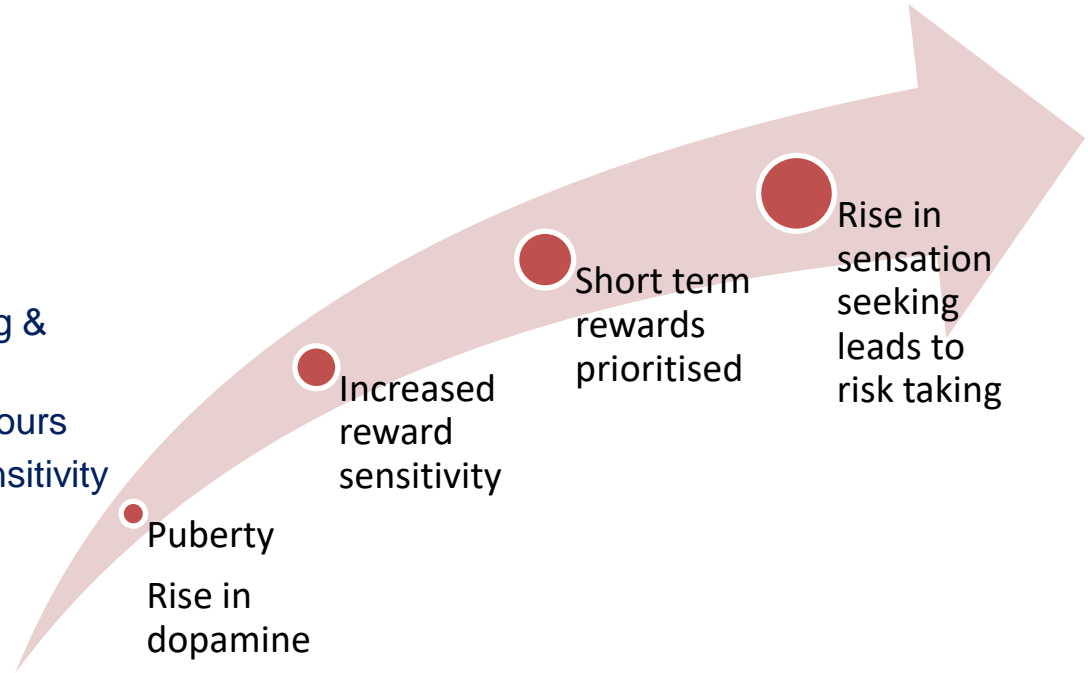 g &
ours
nsitivity
Puberty
Rise in
dopamine
Increased
reward
sensitivity
Short term
rewards
prioritised
Rise in
sensation
seeking
leads to
risk taking